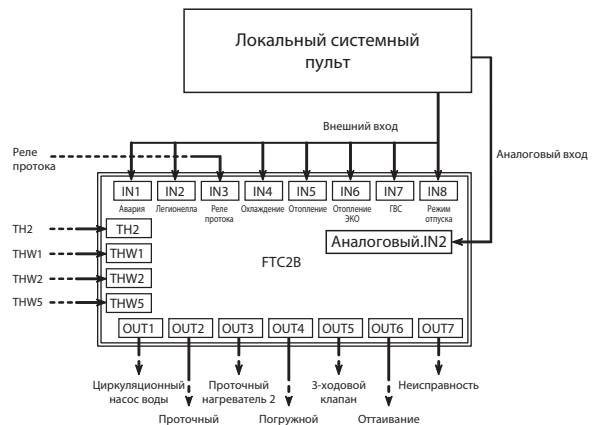 Локальный системный
пульт
Внешний вход
Реле
протока
Аналоговый вход
IN1 IN2 IN3 IN4 IN5 IN6 IN7 IN8
Авария Легионелла Реле
протока Охлаждение Отопление Отопление
ЭКО ГВС Режим
отпуска
TH2 TH2
Аналоговый.IN2
THW1 THW1
FTC2B
THW2 THW2
THW5 THW5
OUT1 OUT2 OUT3 OUT4 OUT5 OUT6 OUT7
Циркуляционный
насос воды
Проточный
нагреватель 2
3-ходовой
клапан
Неисправность
Проточный Погружной Оттаивание